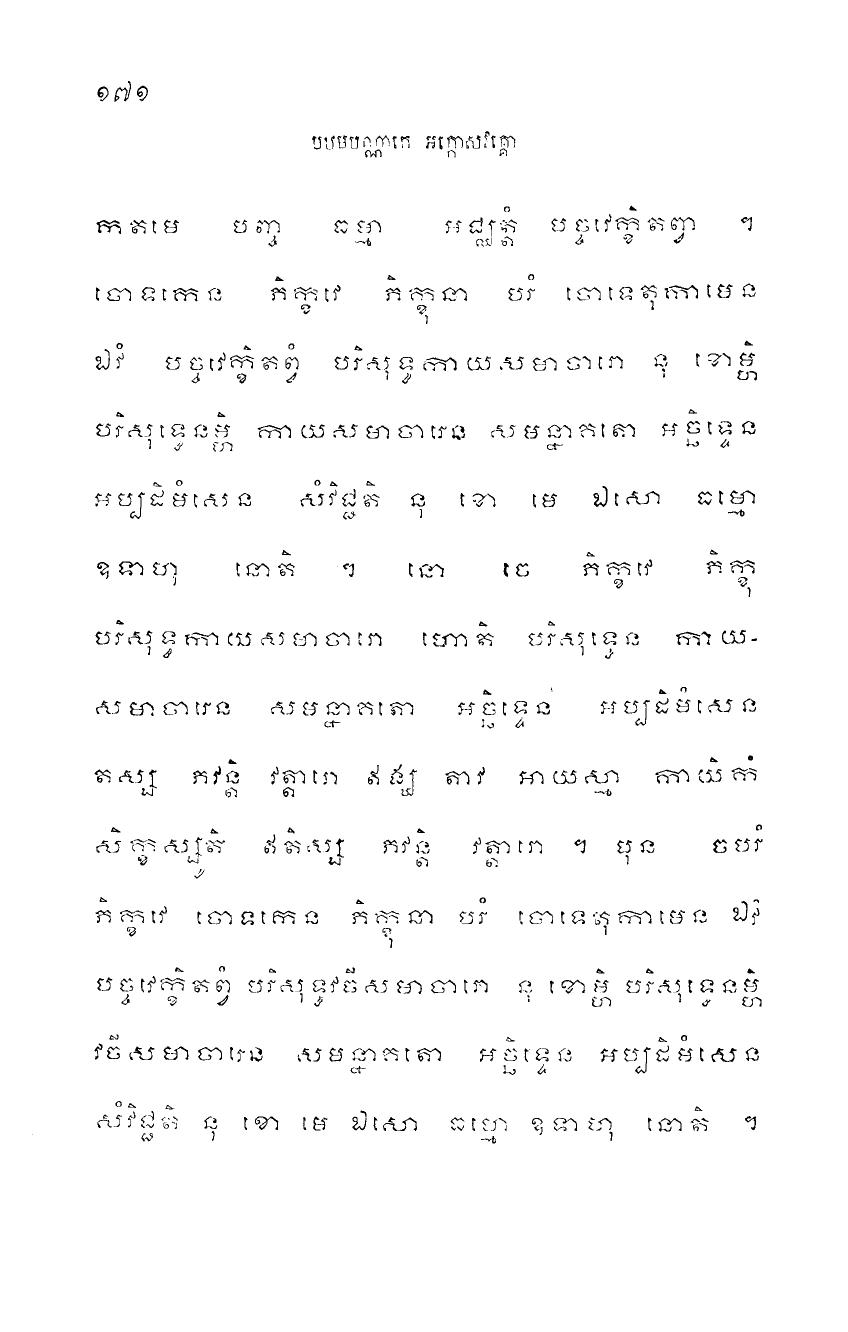 ១៧១
បឋមបណ្ណាកេ អក្កោសវគ្គោ
កតមេ បញ្ច ធម្មា អជ្ឈត្តំ បច្ចវេក្ខិតព្វា ។
ចោទកេន ភិក្ខវេ ភិក្ខុនា បរំ ចោទេតុកាមេន
ឯវំ បច្ចវេក្ខិតព្វំ បរិសុទ្ធកាយសមាចារោ នុ ខោម្ហិ
បរិសុទ្ធេនម្ហិ កាយសមាចារេន សមន្នាគតោ អច្ឆិទ្ទេន
អប្បដិមំសេន សំវិជ្ជតិ នុ ខោ មេ ឯសោ ធម្មោ
ឧទាហុ នោតិ ។ នោ ចេ ភិក្ខវេ ភិក្ខុ
បរិសុទ្ធកាយសមាចារោ ហោតិ បរិសុទ្ធេន កាយ-
សមាចារេន សមន្នាគតោ អច្ឆិទ្ទេន អប្បដិមំសេន
តស្ស ភវន្តិ វត្តារោ ឥង្ឃ តាវ អាយស្មា កាយិកំ
សិក្ខស្សូតិ ឥតិស្ស ភវន្តិ វត្តារោ ។ បុន ចបរំ
ភិក្ខវេ ចោទកេន ភិក្ខុនា បរំ ចោទេតុកាមេន ឯវំ
បច្ចវេក្ខិតព្វំ បរិសុទ្ធវចីសមាចារោ នុ ខោម្ហិ បរិសុទ្ធេនម្ហិ
វចីសមាចារេន សមន្នាគតោ អច្ឆិទ្ទេន អប្បដិមំសេន
សំវិជ្ជតិ នុ ខោ មេ ឯសោ ធម្មោ ឧទាហុ នោតិ ។